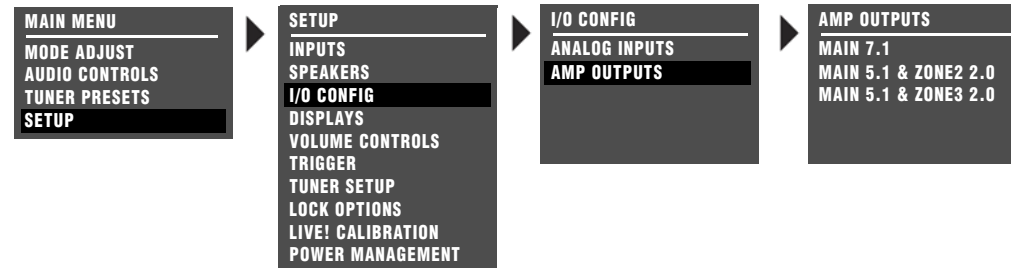 MAIN MENU
MODE ADJUST
AUDIO CONTROLS
TUNER PRESETS
SETUP
SETUP
INPUTS
SPEAKERS
I/O CONFIG
DISPLAYS
VOLUME CONTROLS
TRIGGER
TUNER SETUP
LOCK OPTIONS
LIVE! CALIBRATION
POWER MANAGEMENT
I/O CONFIG
ANALOG INPUTS
AMP OUTPUTS
AMP OUTPUTS
MAIN 7.1
MAIN 5.1 & ZONE2 2.0
MAIN 5.1 & ZONE3 2.0